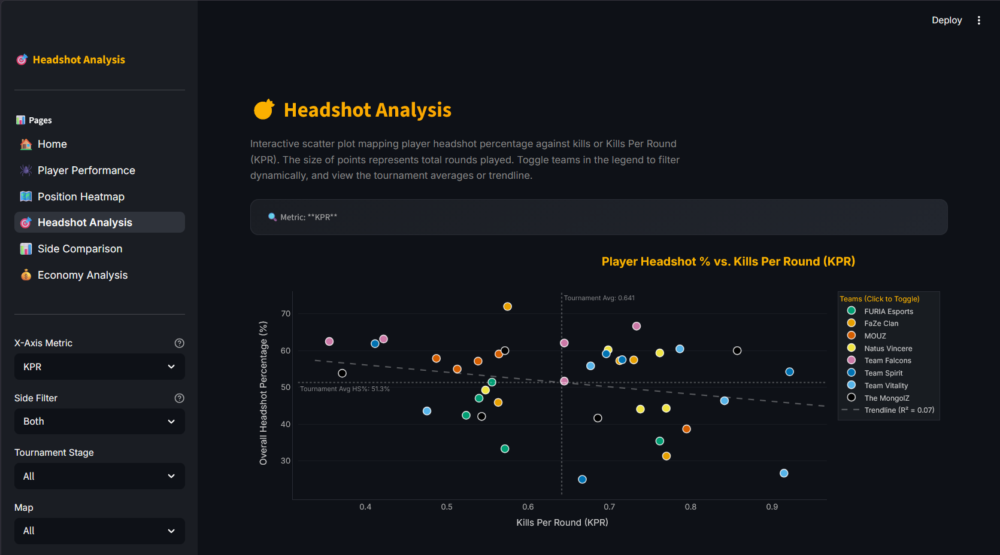 Deploy
Headshot Analysis
Pages
Home
Player Performance
Position Heatmap
Headshot Analysis
Side Comparison
Economy Analysis
X-Axis Metric
KPR
Side Filter
Both
Tournament Stage
All
Map
All
Headshot Analysis
Interactive scatter plot mapping player headshot percentage against kills or Kills Per Round
(KPR). The size of points represents total rounds played. Toggle teams in the legend to filter
dynamically, and view the tournament averages or trendline.
Metric: **KPR**
Player Headshot % vs. Kills Per Round (KPR)
Tournament Avg: 0.641
Tournament Avg HS%: 51.3%
Overall Headshot Percentage (%)
70
60
50
40
30
0.4 0.5 0.6 0.7 0.8 0.9
Kills Per Round (KPR)
Teams (Click to Toggle)
FURIA Esports
FaZe Clan
MOUZ
Natus Vincere
Team Falcons
Team Spirit
Team Vitality
The MongolZ
Trendline (R² = 0.07)